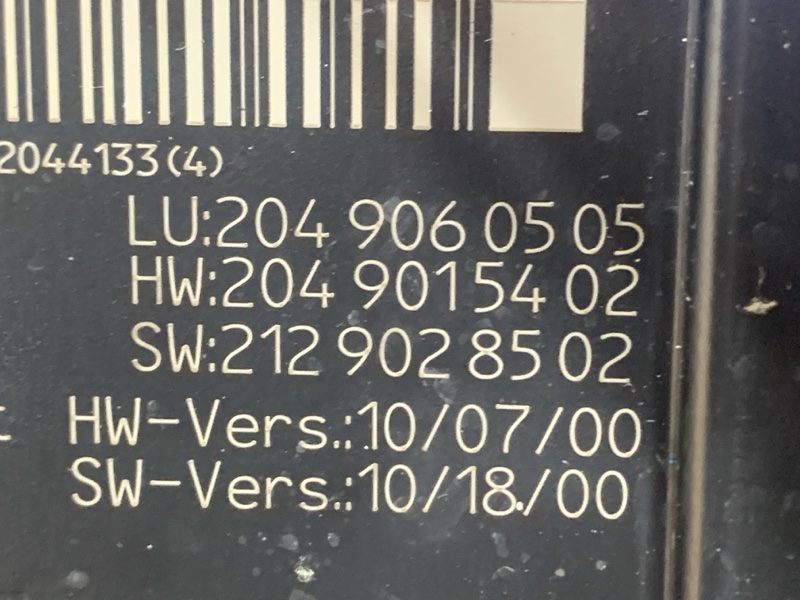 2044133(4)
LU:204 906 05 05
HW:204 901 54 02
SW:212 902 85 02
HW-Vers.:10/07/00
SW-Vers.:10/18/00